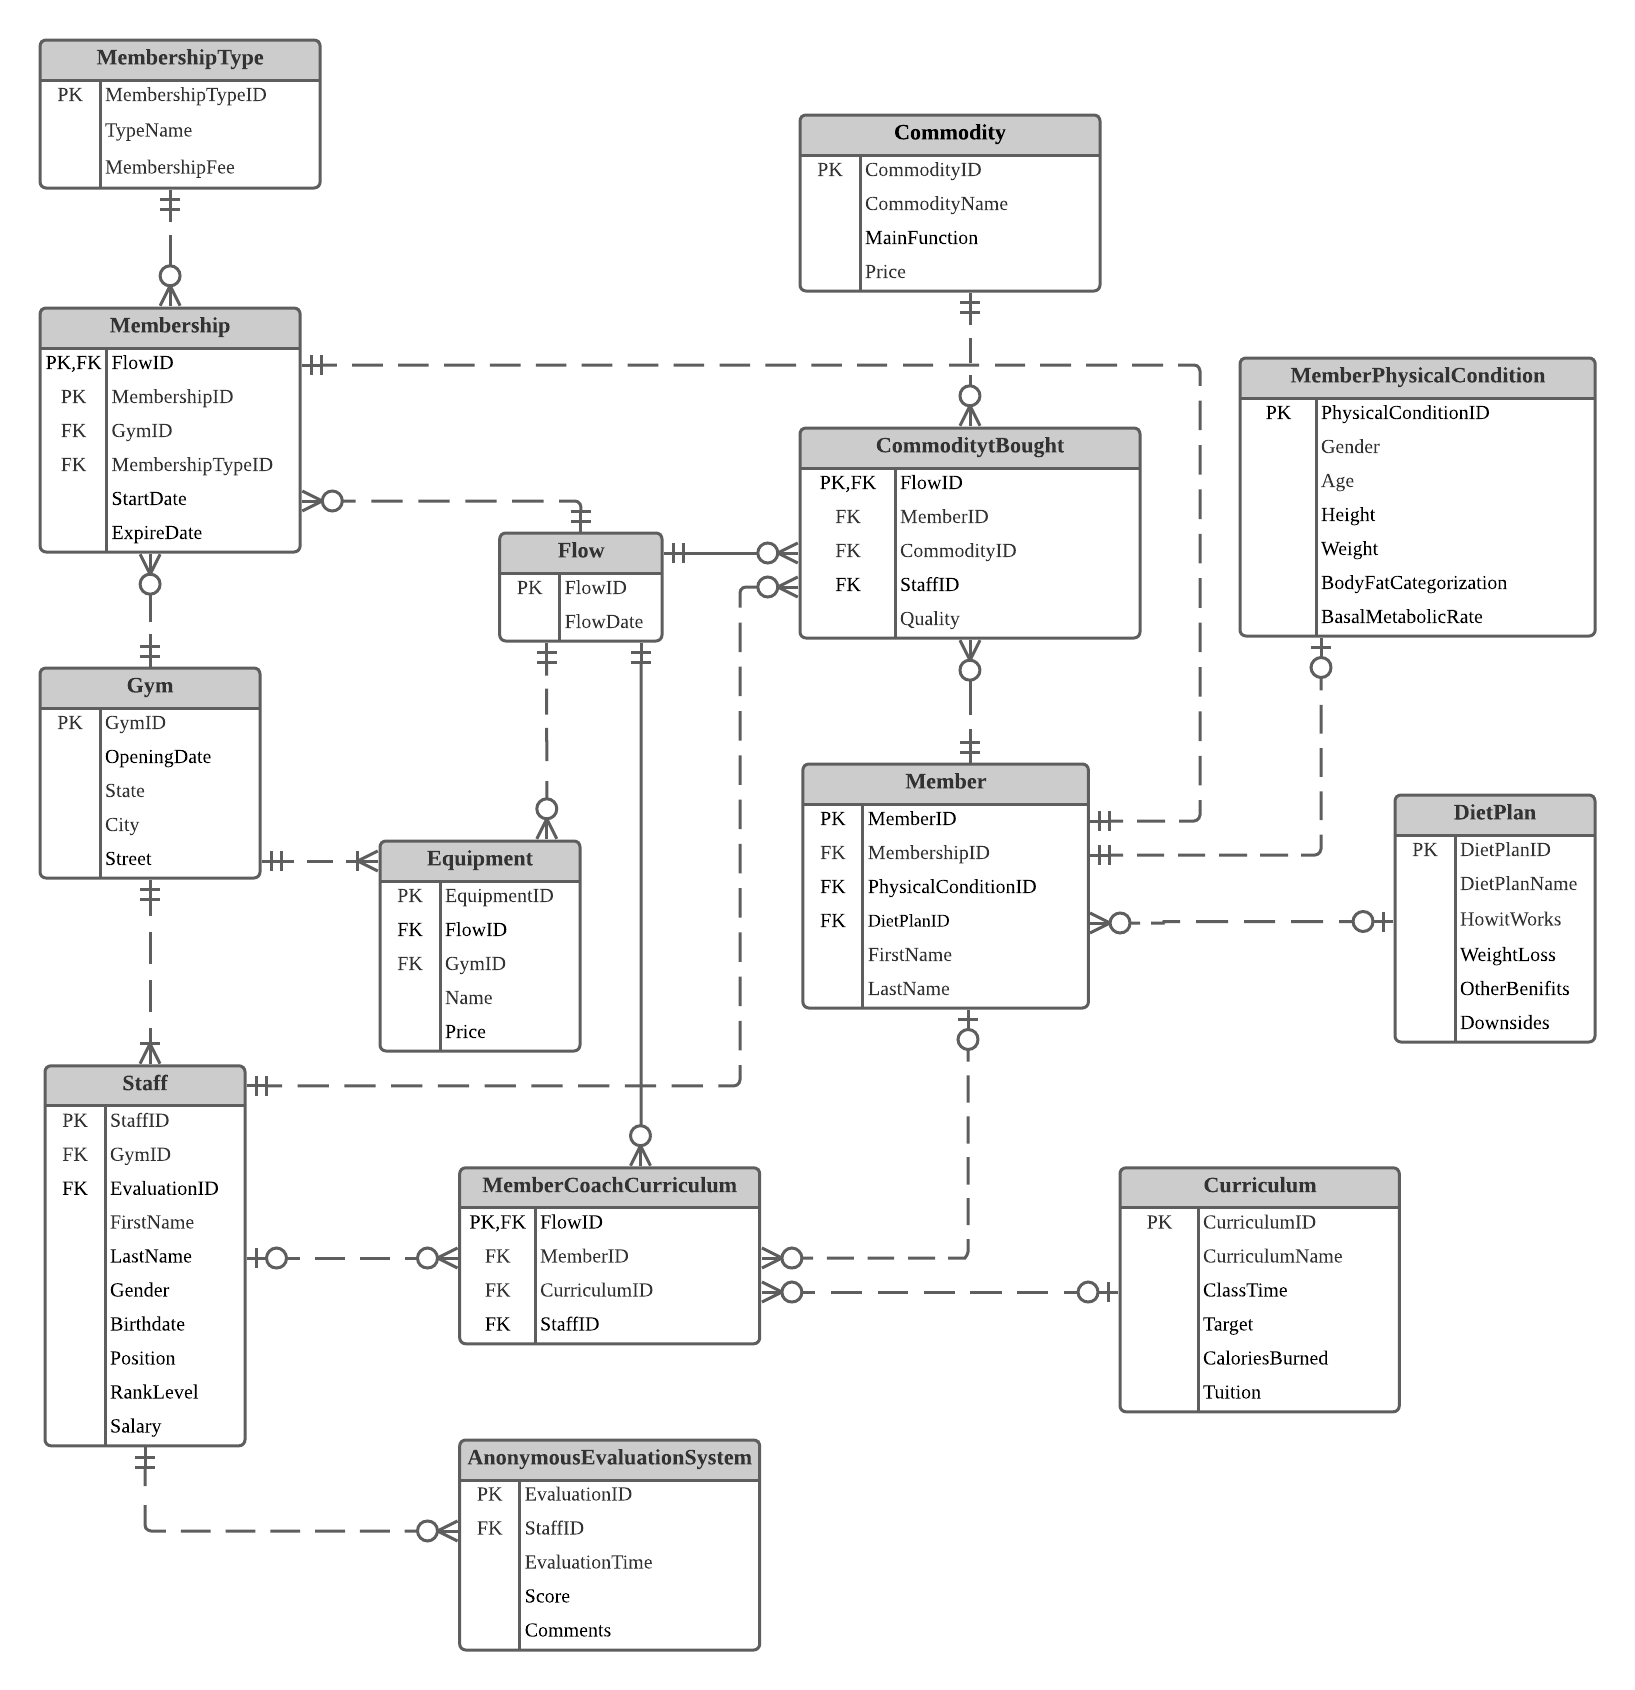 MembershipType
PK MembershipTypeID
TypeName
MembershipFee
Commodity
PK CommodityID
CommodityName
MainFunction
Price
Membership
PK,FK FlowID
PK MembershipID
FK GymID
FK MembershipTypeID
StartDate
ExpireDate
MemberPhysicalCondition
PK PhysicalConditionID
Gender
Age
Height
Weight
BodyFatCategorization
BasalMetabolicRate
CommoditytBought
PK,FK FlowID
FK MemberID
FK CommodityID
FK StaffID
Quality
Flow
PK FlowID
FlowDate
Gym
PK GymID
OpeningDate
State
City
Street
Member
PK MemberID
FK MembershipID
FK PhysicalConditionID
FK DietPlanID
FirstName
LastName
DietPlan
PK DietPlanID
DietPlanName
HowitWorks
WeightLoss
OtherBenifits
Downsides
Equipment
PK EquipmentID
FK FlowID
FK GymID
Name
Price
Staff
PK StaffID
FK GymID
FK EvaluationID
FirstName
LastName
Gender
Birthdate
Position
RankLevel
Salary
MemberCoachCurriculum
PK,FK FlowID
FK MemberID
FK CurriculumID
FK StaffID
Curriculum
PK CurriculumID
CurriculumName
ClassTime
Target
CaloriesBurned
Tuition
AnonymousEvaluationSystem
PK EvaluationID
FK StaffID
EvaluationTime
Score
Comments